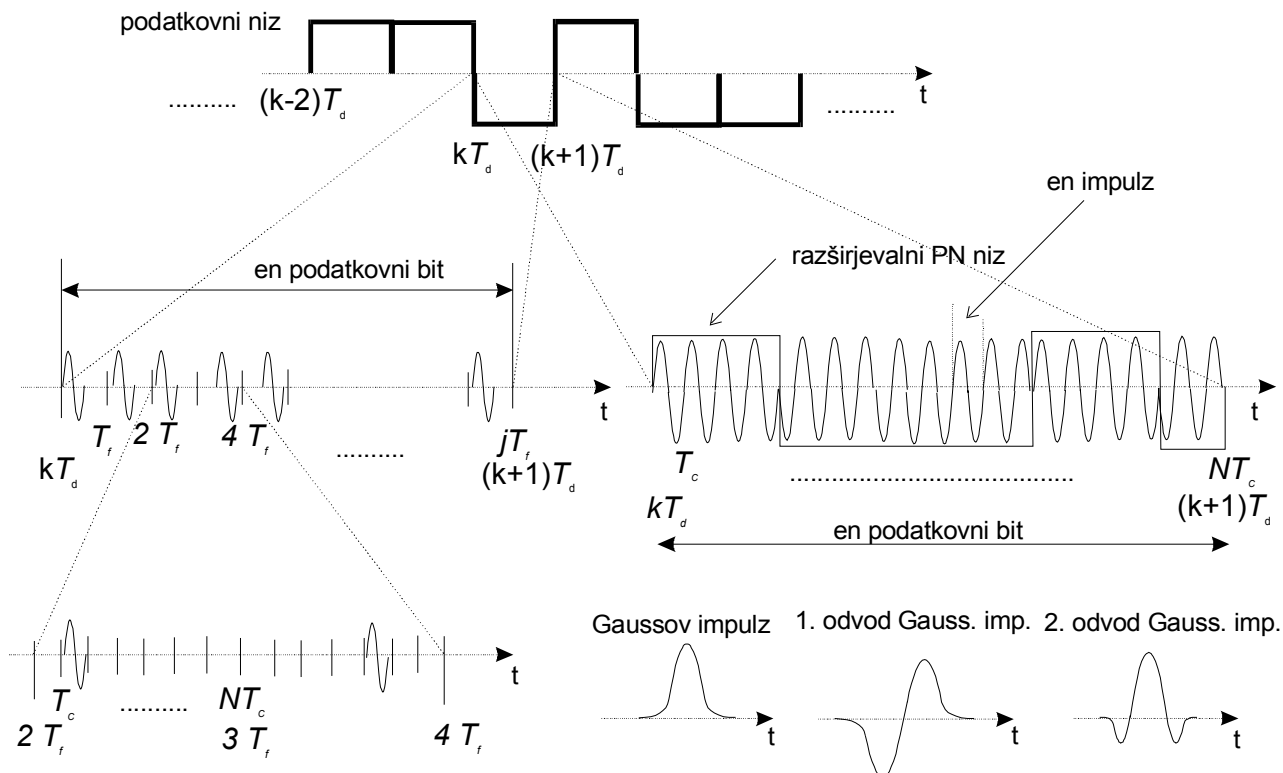 podatkovni niz
t
.......... (k-2)T_d
..........
kT_d
(k+1)T_d
en impulz
razširjevalni PN niz
en podatkovni bit
t
t
T_f
2 T_f
4 T_f
jT_f
kT_d
..........
(k+1)T_d
T_c
NT_c
kT_d
(k+1)T_d
...........................................
en podatkovni bit
Gaussov impulz
1. odvod Gauss. imp.
2. odvod Gauss. imp.
t
T_c
..........
NT_c
2 T_f
3 T_f
4 T_f
t
t
t